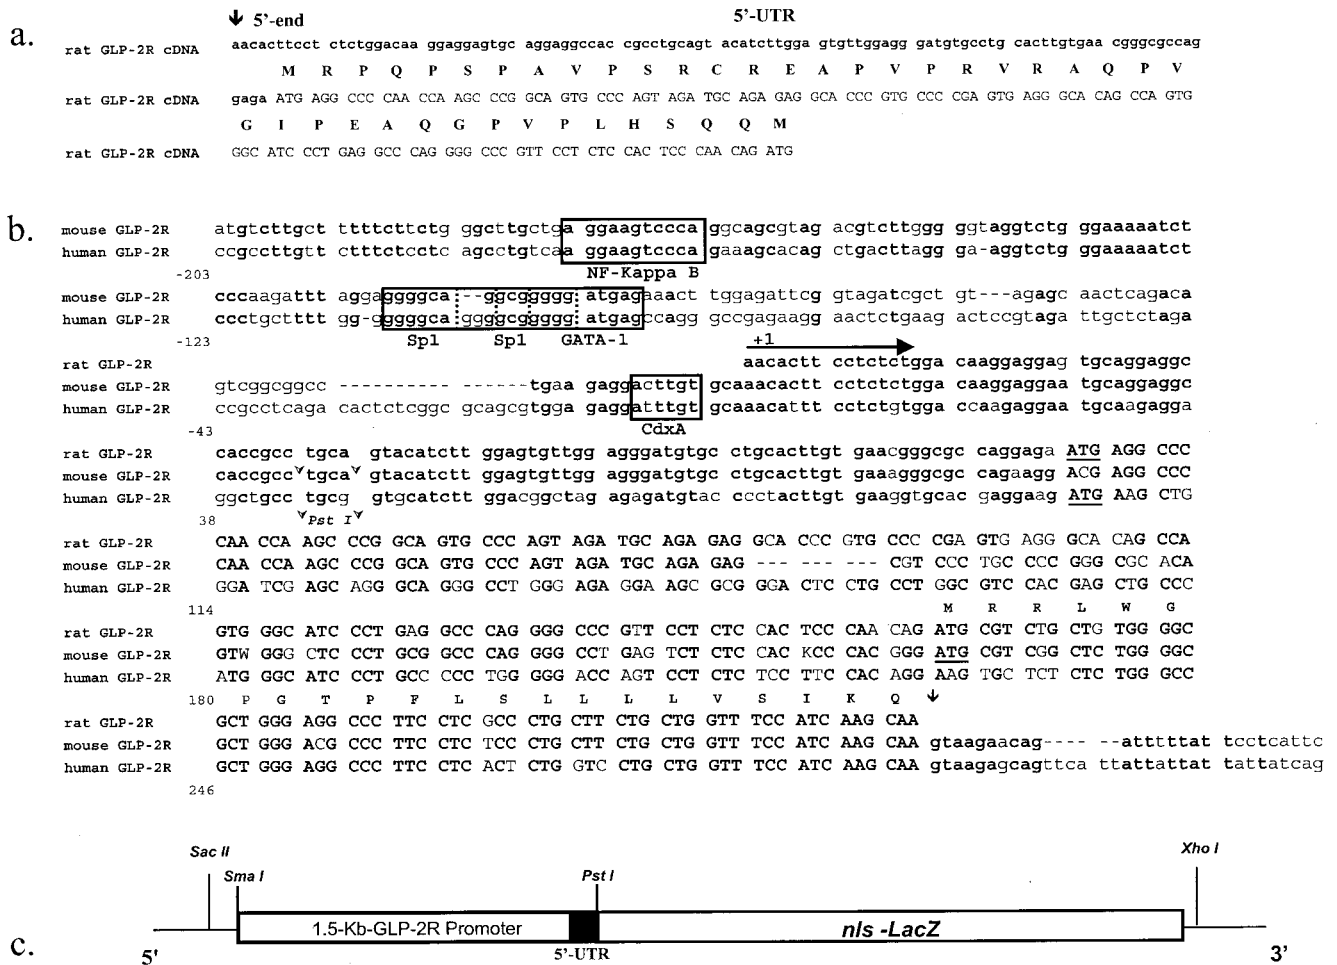 a.
↓ 5'-end 5'-UTR
rat GLP-2R cDNA aacacttcct ctctggacaa ggaggagtgc aggaggccac cgcctgcagt acatcttgga gtgttggagg gatgtgcctg cacttgtgaa cgggcgccag
M R P Q P S P A V P S R C R E A P V P R V R A Q P V
rat GLP-2R cDNA gaga ATG AGG CCC CAA CCA AGC CCG GCA GTG CCC AGT AGA TGC AGA GAG GCA CCC GTG CCC CGA GTG AGG GCA CAG CCA GTG
G I P E A Q G P V P L H S Q Q M
rat GLP-2R cDNA GGC ATC CCT GAG GCC CAG GGG CCC GTT CCT CTC CAC TCC CAA CAG ATG
b.
mouse GLP-2R atgtcttgct tttttcttctg ggcttgctga ggaagtccca ggcagcgtag acgtcttggg ggtaggtctg ggaaaaatct
human GLP-2R ccgccttgtt ctttctcctc cagcctgtca aggaagtccca gaaagcacag ctgacttagg ga-aggtctg ggaaaaatct
-203 NF-Kappa B
mouse GLP-2R cccaagattt aggaggggca --ggcggggg atgagaaact tggagattcg gtagatcgct gt---agagc aactcagaca
human GLP-2R ccctgctttt gg-gggggca ggggcggggg atgagccagg gccgagaagg aactctgaag actccgtaga ttgctctaga
-123 Sp1 Sp1 GATA-1 +1
rat GLP-2R aacactt cctctctgga caaggaggag tgcaggaggc
mouse GLP-2R gtcggcggcc ---------- -------tgaa gaggacttgt gcaaacactt cctctctgga caaggaggaa tgcaggaggc
human GLP-2R ccgcctcaga cactctcggc gcagcgtgga gaggatttgt gcaaacattt cctctgtgga ccaagaggaa tgcaagagga
-43 CdxA
rat GLP-2R caccgcc tgca gtacatctt ggagtgttgg agggatgtgc ctgcacttgt gaacgggcgc caggaga ATG AGG CCC
mouse GLP-2R caccgcc tgca gtacatctt ggagtgttgg agggatgtgc ctgcacttgt gaaagggcgc cagaagg ACG AGG CCC
human GLP-2R ggctgcc tgcg gtgcatctt ggacggctag agagatgtac ccctacttgt gaaggtgcac gaggaag ATG AAG CTG
38 Pst I
rat GLP-2R CAA CCA AGC CCG GCA GTG CCC AGT AGA TGC AGA GAG GCA CCC GTG CCC CGA GTG AGG GCA CAG CCA
mouse GLP-2R CAA CCA AGC CCG GCA GTG CCC AGT AGA TGC AGA GAG --- --- --- CGT CCC TGC CCC GGG CGC ACA
human GLP-2R GGA TCG AGC AGG GCA GGG CCT GGG AGA GGA AGC GCG GGA CTC CTG CCT GGC GTC CAC GAG CTG CCC
114 M R R L W G
rat GLP-2R GTG GGC ATC CCT GAG GCC CAG GGG CCC GTT CCT CTC CAC TCC CAA CAG ATG CGT CTG CTG TGG GGC
mouse GLP-2R GTW GGG CTC CCT GCG GCC CAG GGG CCT GAG TCT CTC CAC KCC CAC GGG ATG CGT CGG CTC TGG GGC
human GLP-2R ATG GGC ATC CCT GCC CCC TGG GGG ACC AGT CCT CTC TCC TTC CAC AGG AAG TGC TCT CTC TGG GCC
180 P G T P F L S L L L L V S I K Q ↓
rat GLP-2R GCT GGG AGG CCC TTC CTC GCC CTG CTT CTG CTG GTT TCC ATC AAG CAA
mouse GLP-2R GCT GGG ACG CCC TTC CTC TCC CTG CTT CTG CTG GTT TCC ATC AAG CAA gtaagaacag----- -atttttat tcctcattc
human GLP-2R GCT GGG AGG CCC TTC CTC ACT CTG GTC CTG CTG GTT TCC ATC AAG CAA gtaagagcagttcat tattattat tattatcag
246
Sac II
Sma I
Pst I
Xho I
1.5-Kb-GLP-2R Promoter
nls -LacZ
c.
5'
5'-UTR
3'